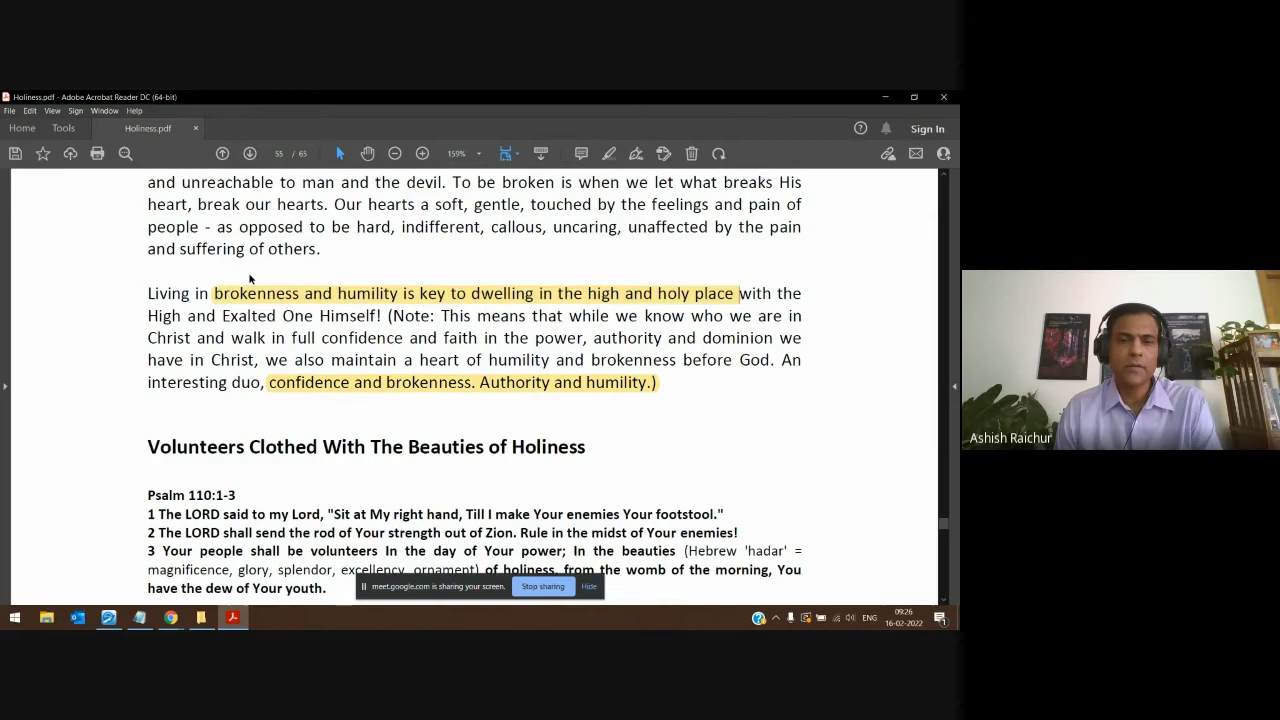 Holiness.pdf - Adobe Acrobat Reader DC (64-bit)
File Edit View Sign Window Help
Home Tools Holiness.pdf × Sign In
55 / 65 159%
and unreachable to man and the devil. To be broken is when we let what breaks His
heart, break our hearts. Our hearts a soft, gentle, touched by the feelings and pain of
people - as opposed to be hard, indifferent, callous, uncaring, unaffected by the pain
and suffering of others.
Living in brokenness and humility is key to dwelling in the high and holy place with the
High and Exalted One Himself! (Note: This means that while we know who we are in
Christ and walk in full confidence and faith in the power, authority and dominion we
have in Christ, we also maintain a heart of humility and brokenness before God. An
interesting duo, confidence and brokenness. Authority and humility.)
Volunteers Clothed With The Beauties of Holiness
Psalm 110:1-3
1 The LORD said to my Lord, "Sit at My right hand, Till I make Your enemies Your footstool."
2 The LORD shall send the rod of Your strength out of Zion. Rule in the midst of Your enemies!
3 Your people shall be volunteers In the day of Your power; In the beauties (Hebrew 'hadar' =
magnificence, glory, splendor, excellency, ornament) of holiness, from the womb of the morning, You
have the dew of Your youth.
meet.google.com is sharing your screen. Stop sharing Hide
ENG 09:26
16-02-2022
Ashish Raichur